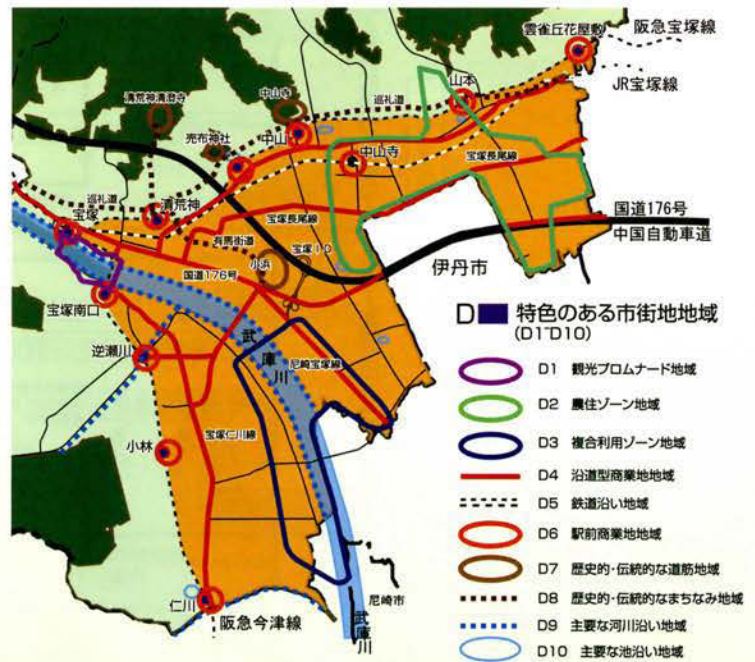 雲雀丘花屋敷
阪急宝塚線
JR宝塚線
山本
巡礼道
中山寺
清荒神清澄寺
売布神社
中山
中山寺
宝塚長尾線
巡礼道
清荒神
宝塚
宝塚長尾線
有馬街道
小浜
宝塚IC
国道176号
国道176号
中国自動車道
伊丹市
宝塚南口
逆瀬川
武庫川
尼崎宝塚線
小林
宝塚仁川線
仁川
阪急今津線
尼崎市
武庫川
D 特色のある市街地地域
(D1~D10)
D1 観光プロムナード地域
D2 農住ゾーン地域
D3 複合利用ゾーン地域
D4 沿道型商業地地域
D5 鉄道沿い地域
D6 駅前商業地地域
D7 歴史的・伝統的な道筋地域
D8 歴史的・伝統的なまちなみ地域
D9 主要な河川沿い地域
D10 主要な池沿い地域